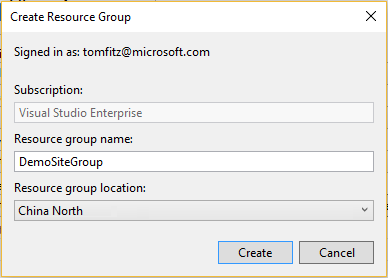 Create Resource Group
Signed in as: tomfitz@microsoft.com
Subscription:
Visual Studio Enterprise
Resource group name:
DemoSiteGroup
Resource group location:
China North
Create Cancel